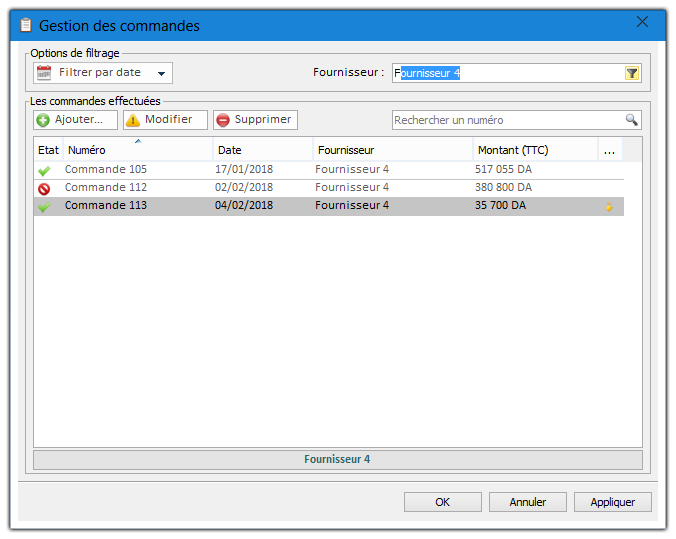 Gestion des commandes
Options de filtrage
Filtrer par date
Fournisseur :
Fournisseur 4
Les commandes effectuées
Ajouter... Modifier Supprimer
Rechercher un numéro
Etat Numéro Date Fournisseur Montant (TTC) ...
Commande 105 17/01/2018 Fournisseur 4 517 055 DA
Commande 112 02/02/2018 Fournisseur 4 380 800 DA
Commande 113 04/02/2018 Fournisseur 4 35 700 DA
Fournisseur 4
OK Annuler Appliquer